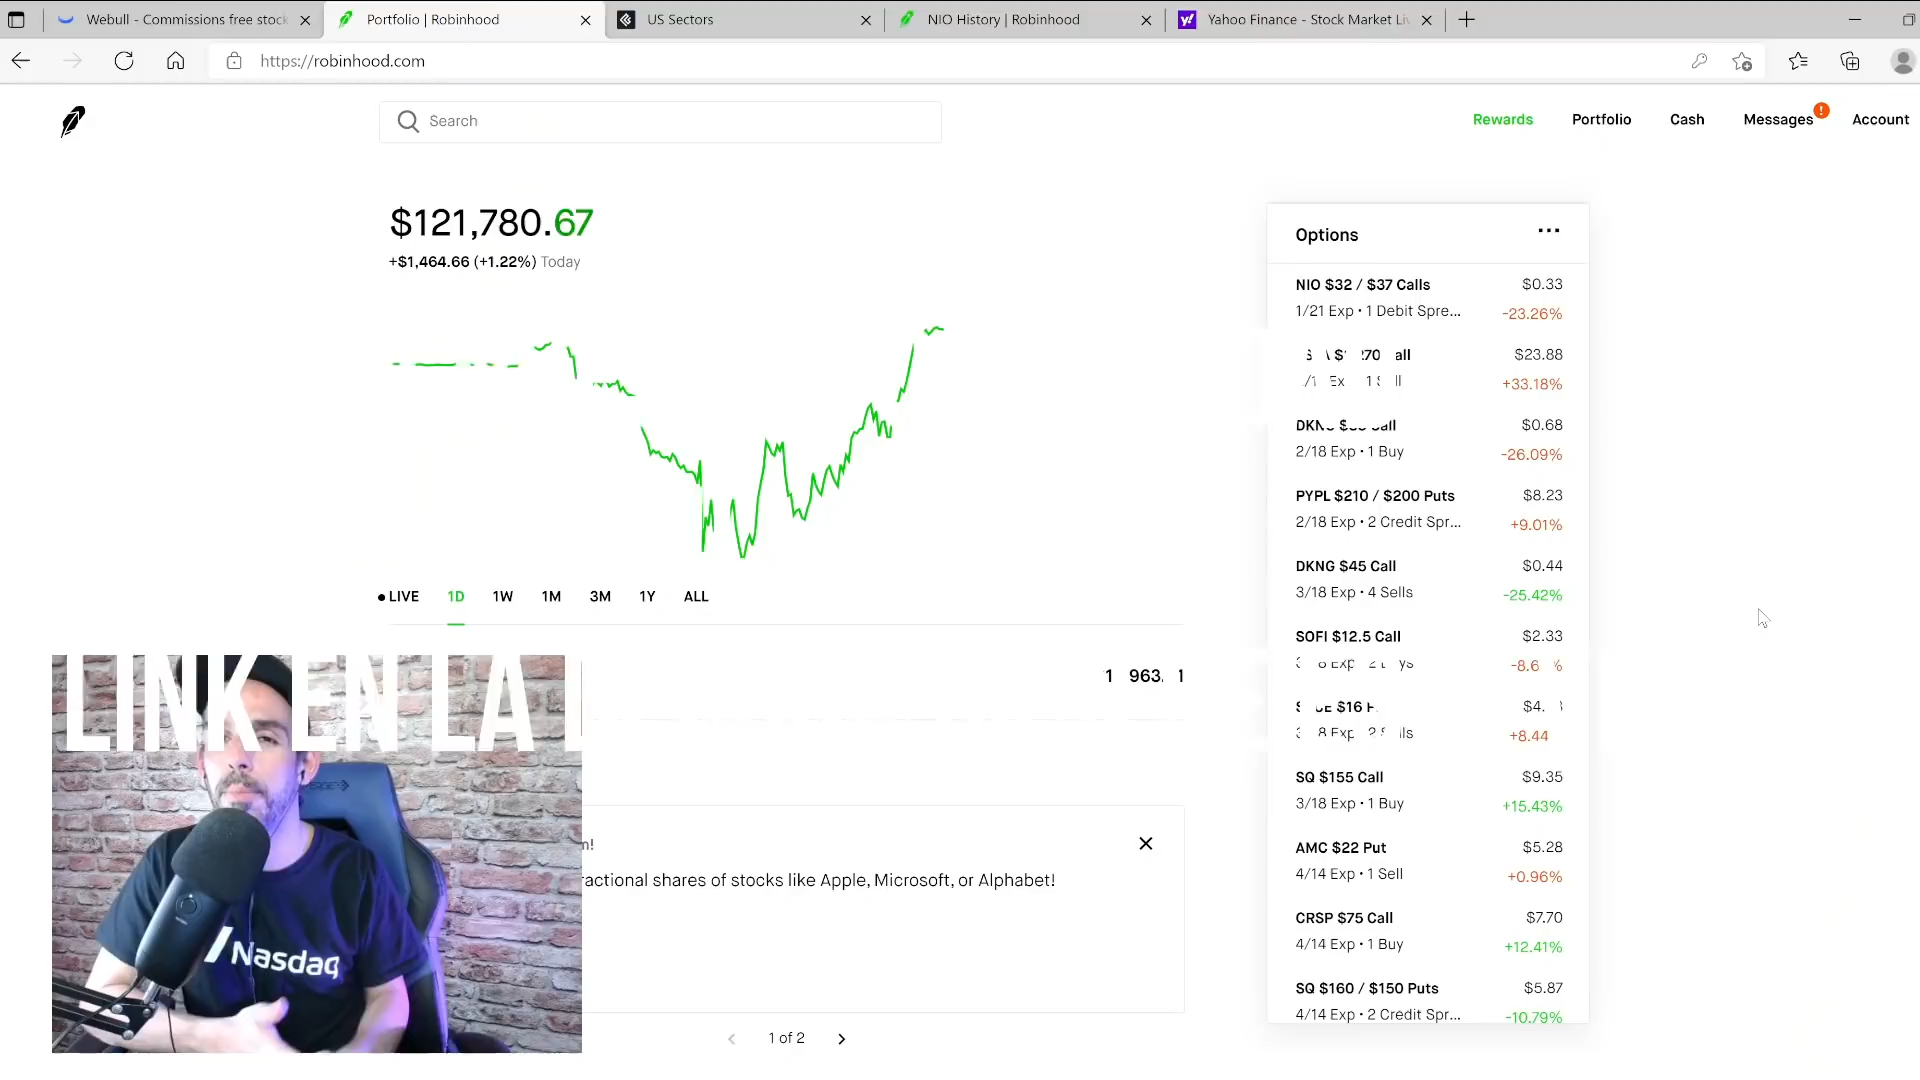 Webull - Commissions free stock
Portfolio | Robinhood
US Sectors
NIO History | Robinhood
Yahoo Finance - Stock Market Li
https://robinhood.com
Search
Rewards
Portfolio
Cash
Messages
Account
$121,780.67
+$1,464.66 (+1.22%) Today
LIVE 1D 1W 1M 3M 1Y ALL
LINK EN LA
Nasdaq
ractional shares of stocks like Apple, Microsoft, or Alphabet!
1 of 2
Options
NIO $32 / $37 Calls $0.33
1/21 Exp • 1 Debit Spre... -23.26%
$23.88
+33.18%
$0.68
2/18 Exp • 1 Buy -26.09%
PYPL $210 / $200 Puts $8.23
2/18 Exp • 2 Credit Spr... +9.01%
DKNG $45 Call $0.44
3/18 Exp • 4 Sells -25.42%
SOFI $12.5 Call $2.33
+8.44
SQ $155 Call $9.35
3/18 Exp • 1 Buy +15.43%
AMC $22 Put $5.28
4/14 Exp • 1 Sell +0.96%
CRSP $75 Call $7.70
4/14 Exp • 1 Buy +12.41%
SQ $160 / $150 Puts $5.87
4/14 Exp • 2 Credit Spr... -10.79%